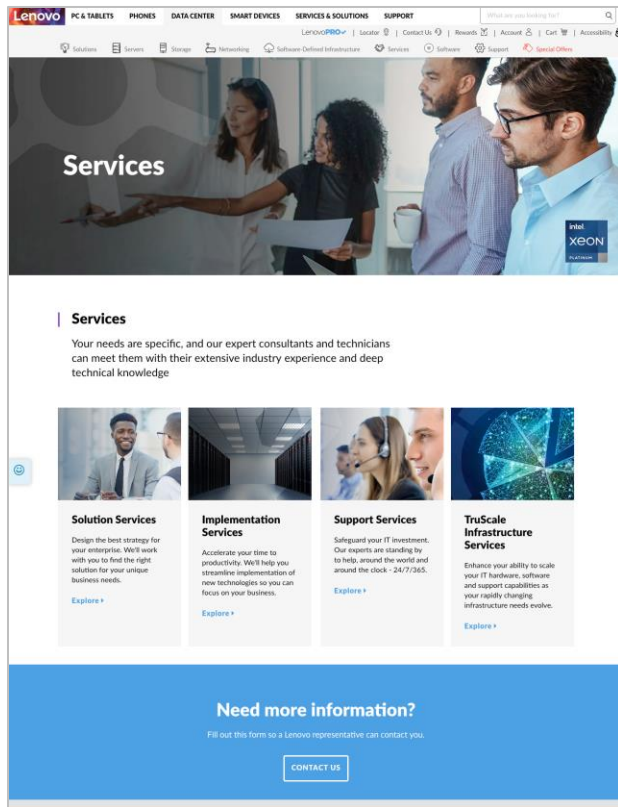 Lenovo PC & TABLETS PHONES DATA CENTER SMART DEVICES SERVICES & SOLUTIONS SUPPORT What are you looking for?
LenovoPRO | Locator | Contact Us | Rewards | Account | Cart | Accessibility
Solutions Servers Storage Networking Software-Defined Infrastructure Services Software Support Special Offers
Services
intel
XEON
PLATINUM
Services
Your needs are specific, and our expert consultants and technicians
can meet them with their extensive industry experience and deep
technical knowledge
Solution Services
Design the best strategy for
your enterprise. We'll work
with you to find the right
solution for your unique
business needs.
Explore
Implementation
Services
Accelerate your time to
productivity. We'll help you
streamline implementation of
new technologies so you can
focus on your business.
Explore
Support Services
Safeguard your IT investment.
Our experts are standing by
to help, around the world and
around the clock - 24/7/365.
Explore
TruScale
Infrastructure
Services
Enhance your ability to scale
your IT hardware, software
and support capabilities as
your rapidly changing
infrastructure needs evolve.
Explore
Need more information?
Fill out this form so a Lenovo representative can contact you.
CONTACT US